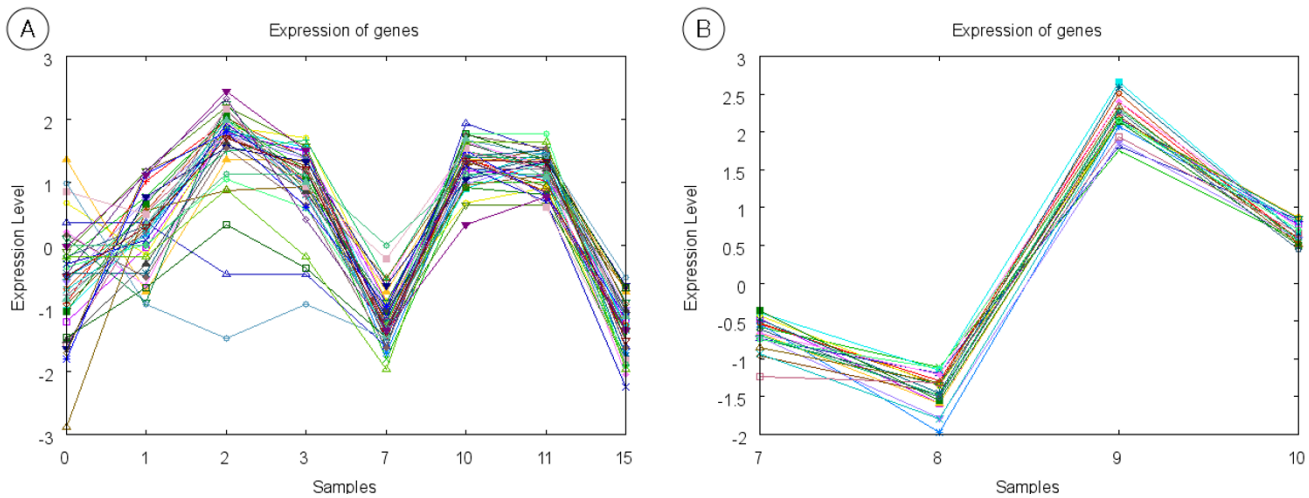 A
Expression of genes
Expression Level
3
2
1
0
-1
-2
-3
0 1 2 3 7 10 11 15
Samples
B
Expression of genes
Expression Level
3
2.5
2
1.5
1
0.5
0
-0.5
-1
-1.5
-2
7 8 9 10
Samples